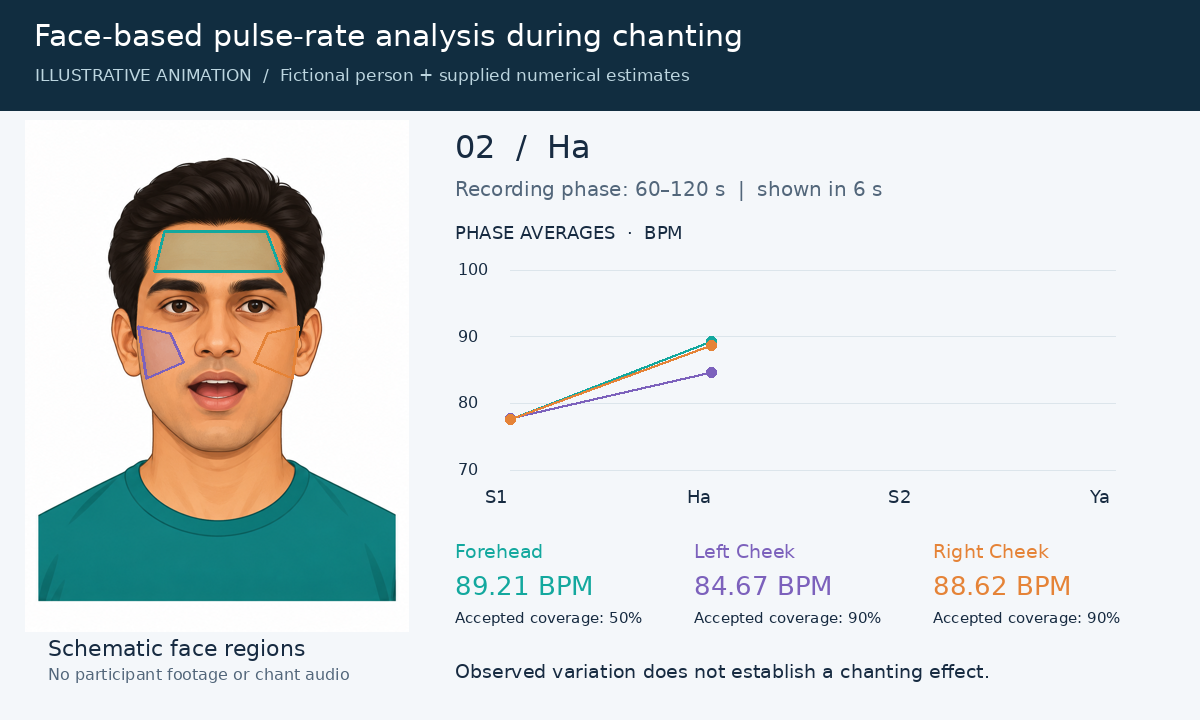 Face-based pulse-rate analysis during chanting
ILLUSTRATIVE ANIMATION / Fictional person + supplied numerical estimates
02 / Ha
Recording phase: 60–120 s | shown in 6 s
PHASE AVERAGES · BPM
100
90
80
70
S1 Ha S2 Ya
Forehead Left Cheek Right Cheek
89.21 BPM 84.67 BPM 88.62 BPM
Accepted coverage: 50% Accepted coverage: 90% Accepted coverage: 90%
Schematic face regions
No participant footage or chant audio
Observed variation does not establish a chanting effect.